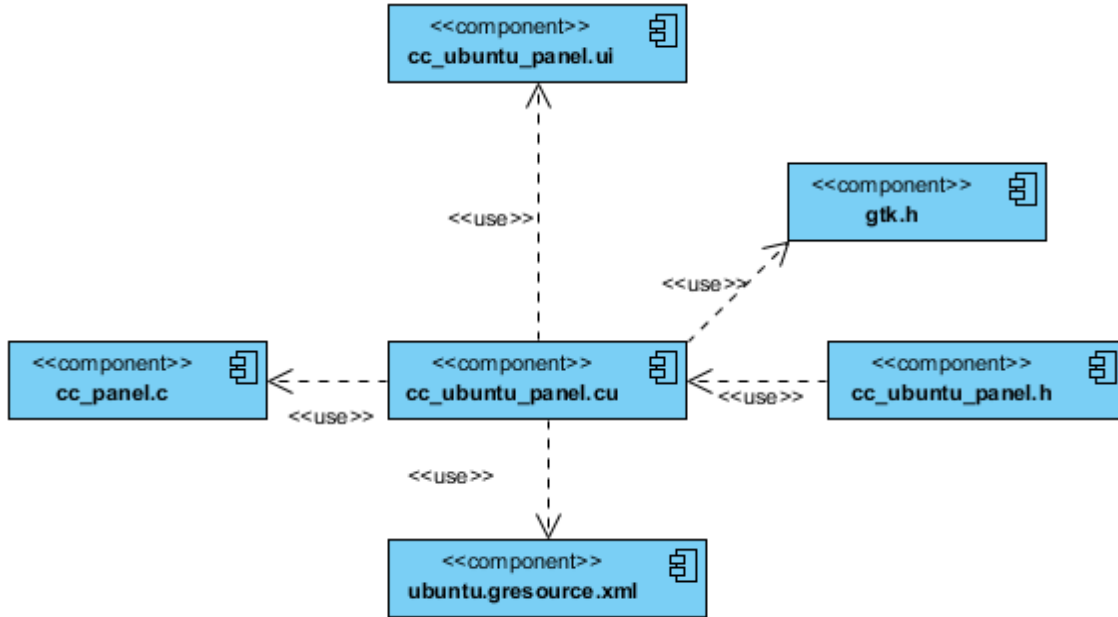 <<component>>
cc_ubuntu_panel.ui
<<component>>
gtk.h
<<use>>
<<use>>
<<component>>
cc_panel.c
<<component>>
cc_ubuntu_panel.cu
<<component>>
cc_ubuntu_panel.h
<<use>>
<<use>>
<<use>>
<<component>>
ubuntu.gresource.xml